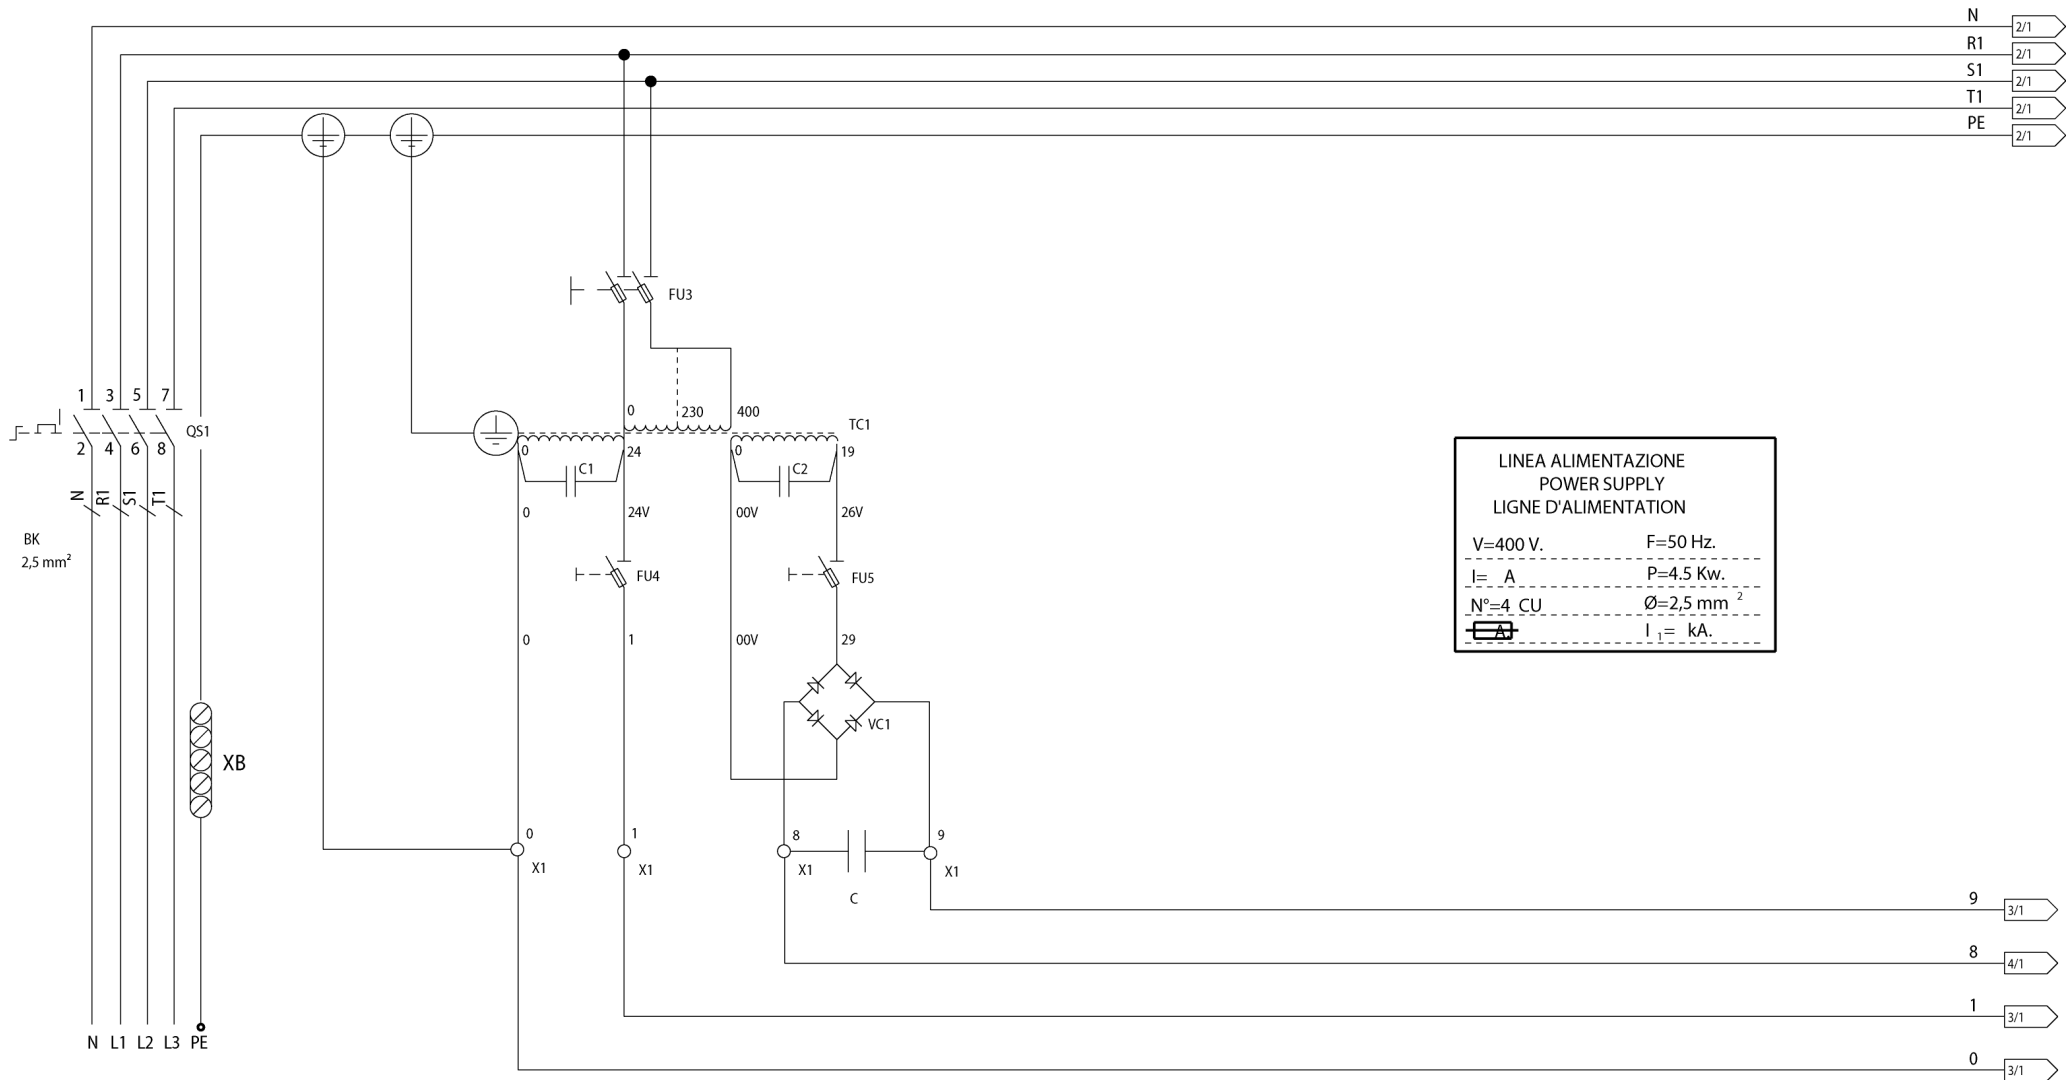 N
2/1
R1
2/1
S1
2/1
T1
2/1
PE
2/1
FU3
1 3 5 7
QS1
2 4 6 8
N R1 S1 T1
BK
2,5 mm²
0 230 400
TC1
0 24 0 19
C1 C2
0 24V 00V 26V
FU4 FU5
0 1 00V 29
VC1
XB
0 1 8 9
X1 X1 X1 X1
C
LINEA ALIMENTAZIONE
POWER SUPPLY
LIGNE D'ALIMENTATION
V=400 V. F=50 Hz.
I= A P=4.5 Kw.
N°=4 CU Ø=2,5 mm ²
A. I ₁= kA.
9
3/1
8
4/1
1
3/1
0
3/1
N L1 L2 L3 PE